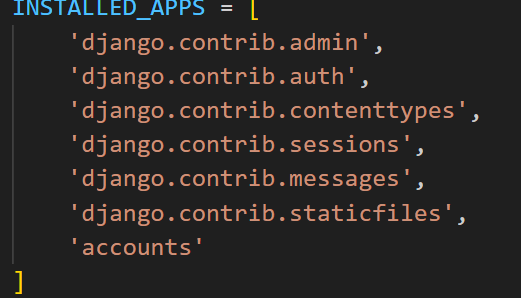 INSTALLED_APPS = [
    'django.contrib.admin',
    'django.contrib.auth',
    'django.contrib.contenttypes',
    'django.contrib.sessions',
    'django.contrib.messages',
    'django.contrib.staticfiles',
    'accounts'
]